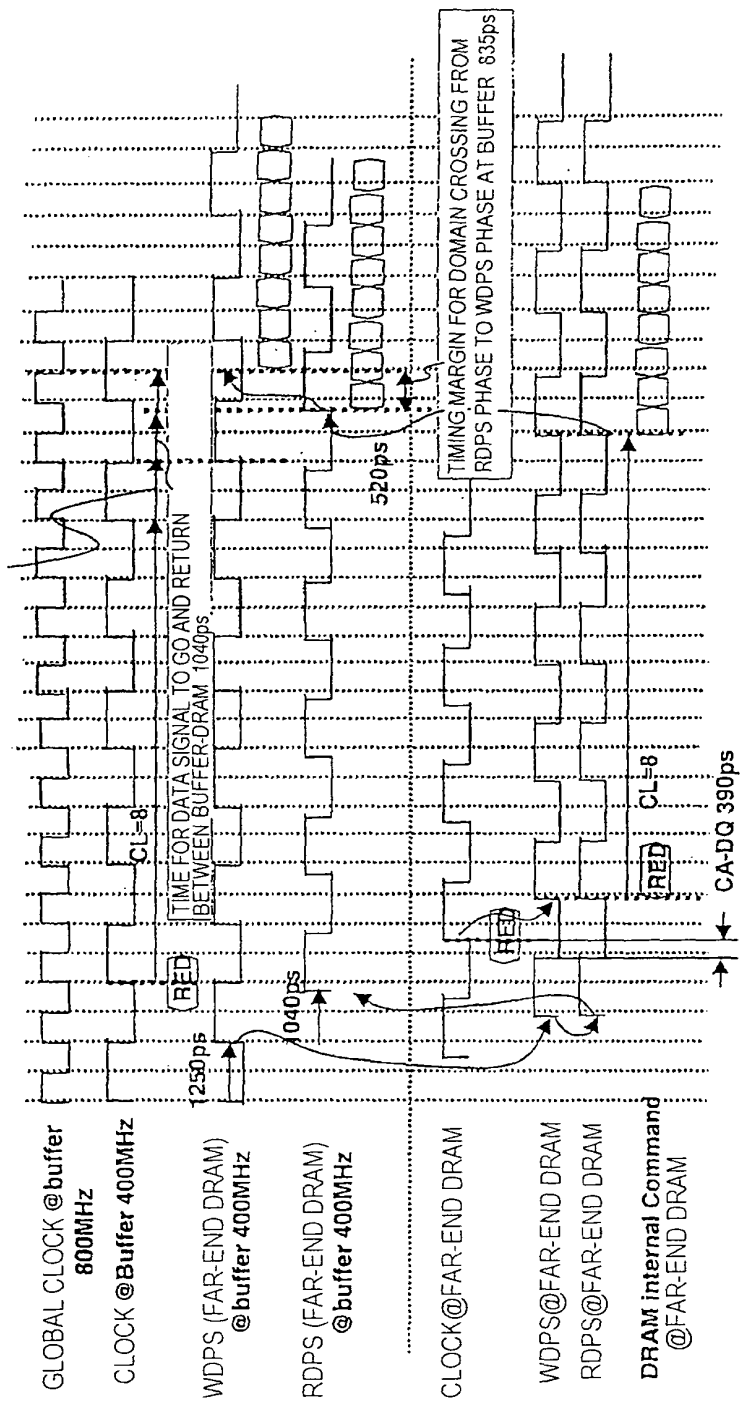 GLOBAL CLOCK @buffer
800MHz
CLOCK @Buffer 400MHz
CL=8
RED
TIME FOR DATA SIGNAL TO GO AND RETURN
BETWEEN BUFFER-DRAM 1040ps
WDPS (FAR-END DRAM)
@buffer 400MHz
1250ps
RDPS (FAR-END DRAM)
@buffer 400MHz
1040ps
520ps
TIMING MARGIN FOR DOMAIN CROSSING FROM
RDPS PHASE TO WDPS PHASE AT BUFFER 835ps
CLOCK@FAR-END DRAM
RED
WDPS@FAR-END DRAM
RDPS@FAR-END DRAM
CL=8
DRAM internal Command
@FAR-END DRAM
RED
CA-DQ 390ps